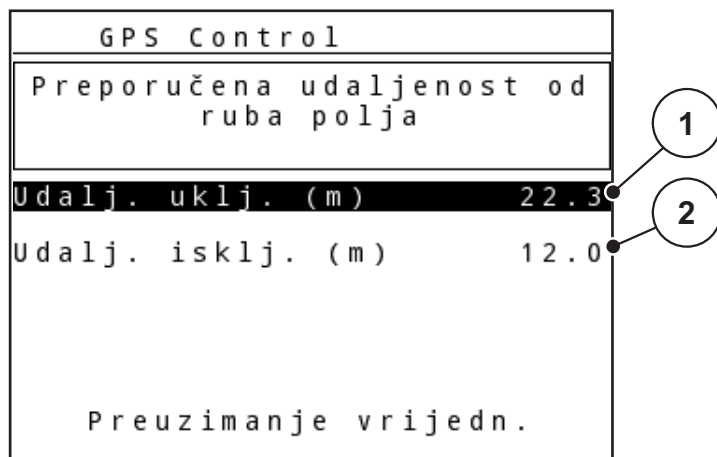 GPS Control
Preporučena udaljenost od
ruba polja
Udalj. uklj. (m) 22.3
Udalj. isklj. (m) 12.0
Preuzimanje vrijedn.
1
2